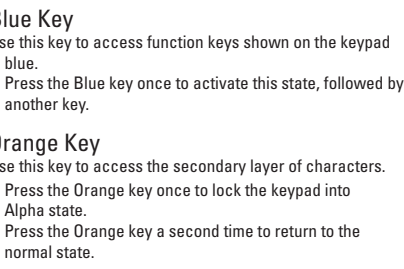 lue Key
se this key to access function keys shown on the keypad
blue.
Press the Blue key once to activate this state, followed by
another key.
range Key
se this key to access the secondary layer of characters.
Press the Orange key once to lock the keypad into
Alpha state.
Press the Orange key a second time to return to the
normal state.